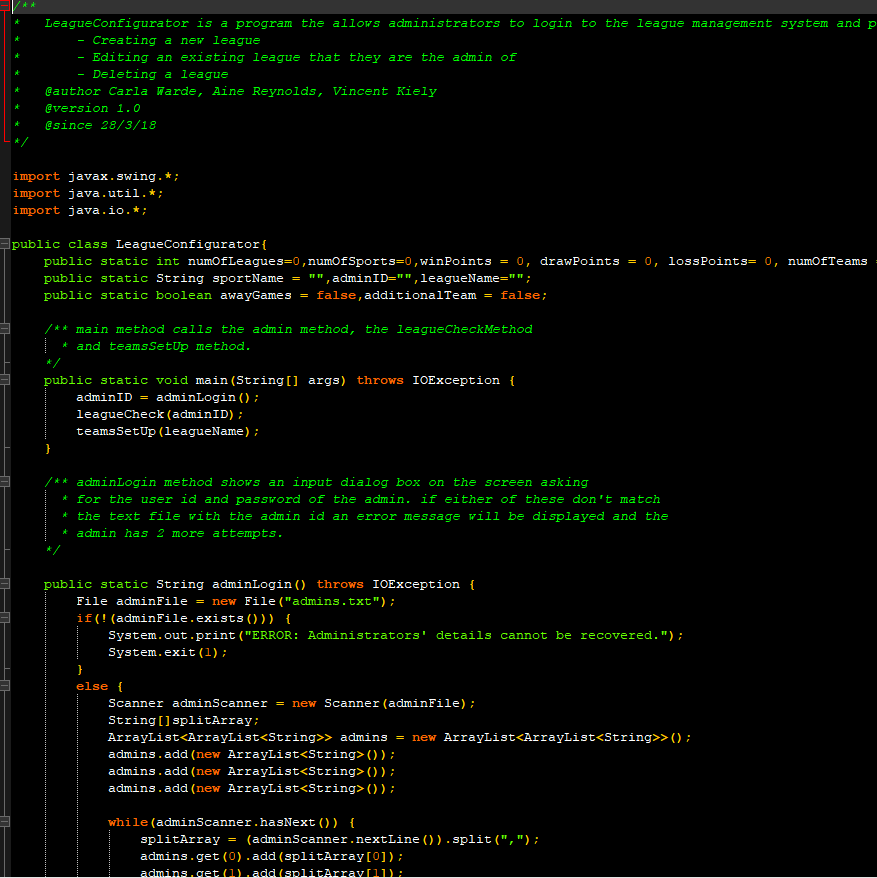 /**
* LeagueConfigurator is a program the allows administrators to login to the league management system and p
* - Creating a new league
* - Editing an existing league that they are the admin of
* - Deleting a league
* @author Carla Warde, Aine Reynolds, Vincent Kiely
* @version 1.0
* @since 28/3/18
*/
import javax.swing.*;
import java.util.*;
import java.io.*;
public class LeagueConfigurator{
public static int numOfLeagues=0,numOfSports=0,winPoints = 0, drawPoints = 0, lossPoints= 0, numOfTeams =
public static String sportName = "",adminID="",leagueName="";
public static boolean awayGames = false,additionalTeam = false;
/** main method calls the admin method, the leagueCheckMethod
* and teamsSetUp method.
*/
public static void main(String[] args) throws IOException {
adminID = adminLogin();
leagueCheck(adminID);
teamsSetUp(leagueName);
}
/** adminLogin method shows an input dialog box on the screen asking
* for the user id and password of the admin. if either of these don't match
* the text file with the admin id an error message will be displayed and the
* admin has 2 more attempts.
*/
public static String adminLogin() throws IOException {
File adminFile = new File("admins.txt");
if(!(adminFile.exists())) {
System.out.print("ERROR: Administrators' details cannot be recovered.");
System.exit(1);
}
else {
Scanner adminScanner = new Scanner(adminFile);
String[]splitArray;
ArrayList<ArrayList<String>> admins = new ArrayList<ArrayList<String>>();
admins.add(new ArrayList<String>());
admins.add(new ArrayList<String>());
admins.add(new ArrayList<String>());
while(adminScanner.hasNext()) {
splitArray = (adminScanner.nextLine()).split(",");
admins.get(0).add(splitArray[0]);
admins.get(1).add(splitArray[1]);